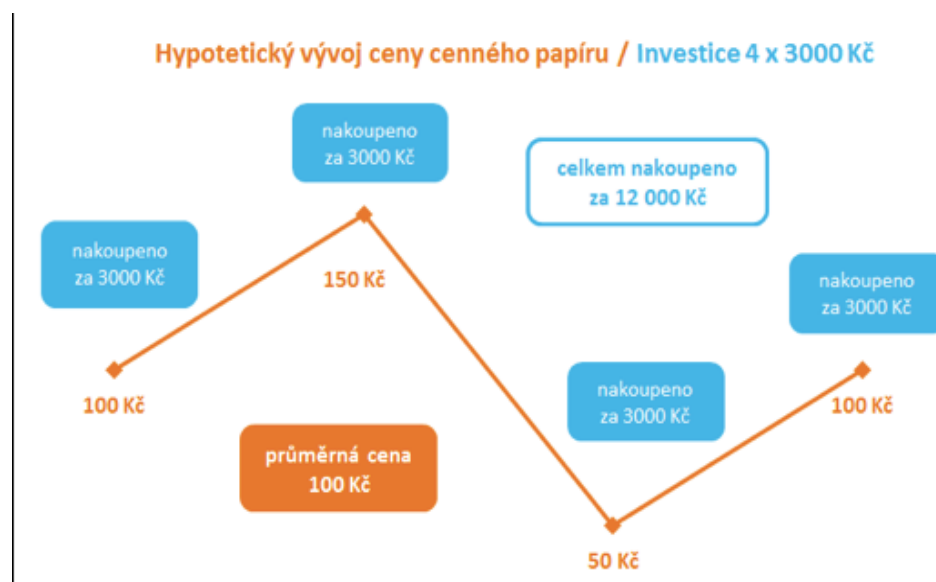 Hypotetický vývoj ceny cenného papíru / Investice 4 x 3000 Kč
nakoupeno
za 3000 Kč
celkem nakoupeno
za 12 000 Kč
nakoupeno
za 3000 Kč
150 Kč
nakoupeno
za 3000 Kč
100 Kč
nakoupeno
za 3000 Kč
100 Kč
průměrná cena
100 Kč
50 Kč